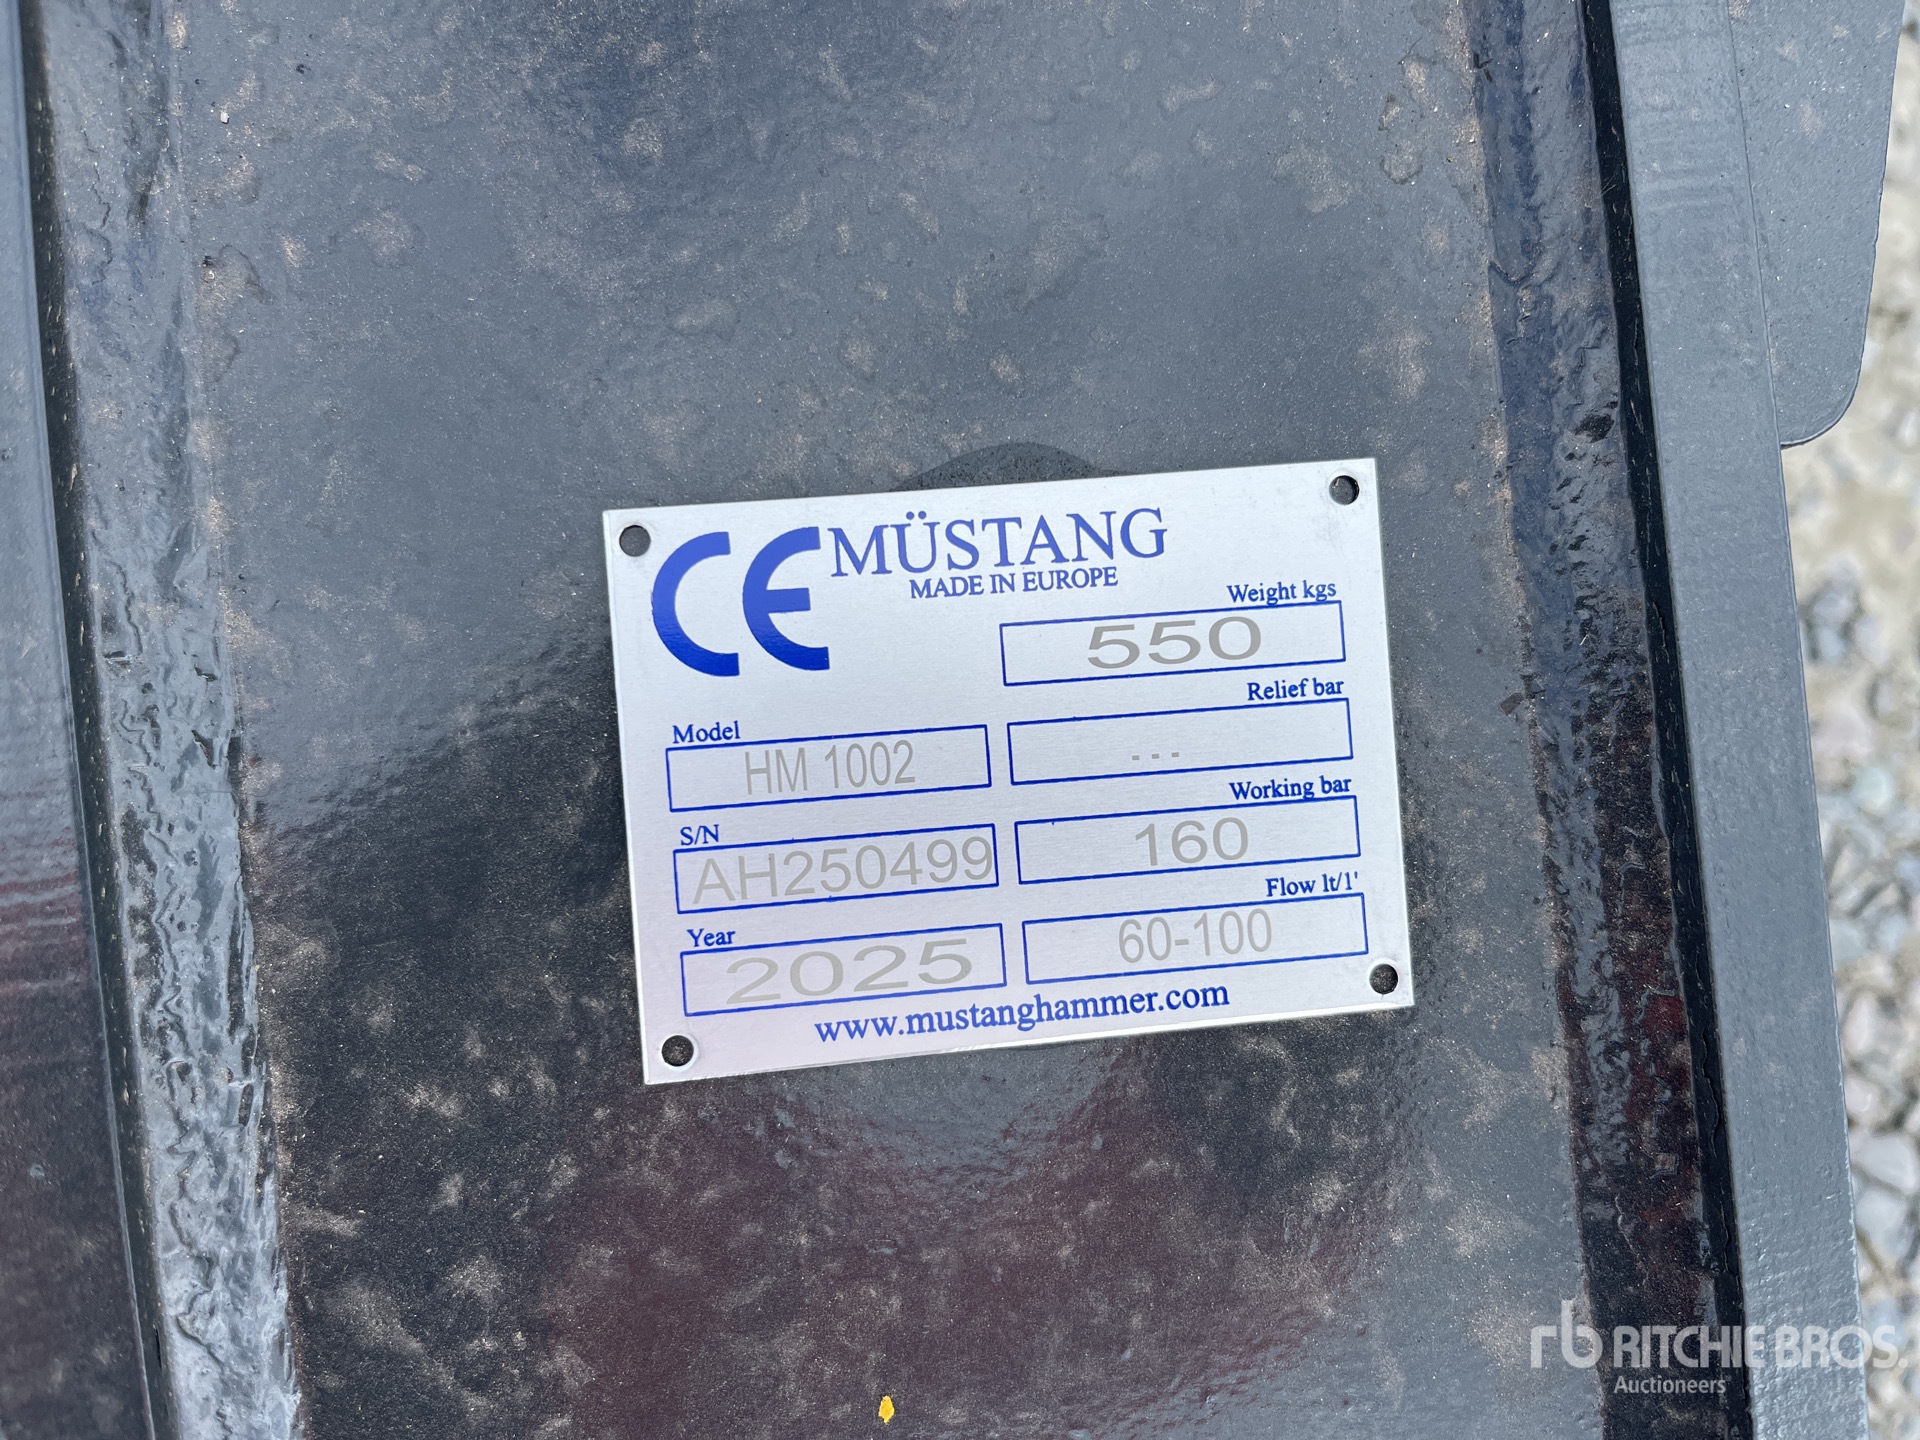 CE MÜSTANG
MADE IN EUROPE
Weight kgs
550
Relief bar
...
Model
HM 1002
Working bar
160
S/N
AH250499
Flow lt/1'
60-100
Year
2025
www.mustanghammer.com
rb RITCHIE BROS.
Auctioneers